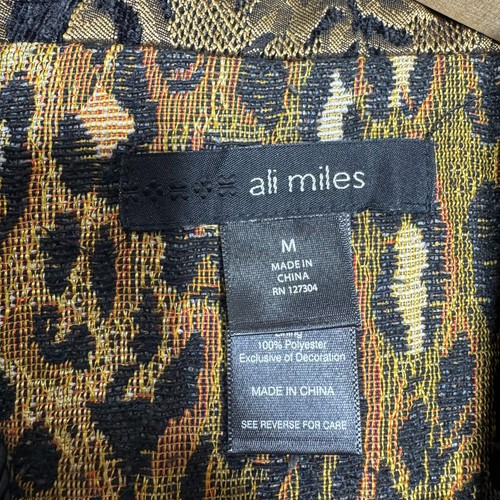 ali miles
M
MADE IN
CHINA
RN 127304
Lining
100% Polyester
Exclusive of Decoration
MADE IN CHINA
SEE REVERSE FOR CARE